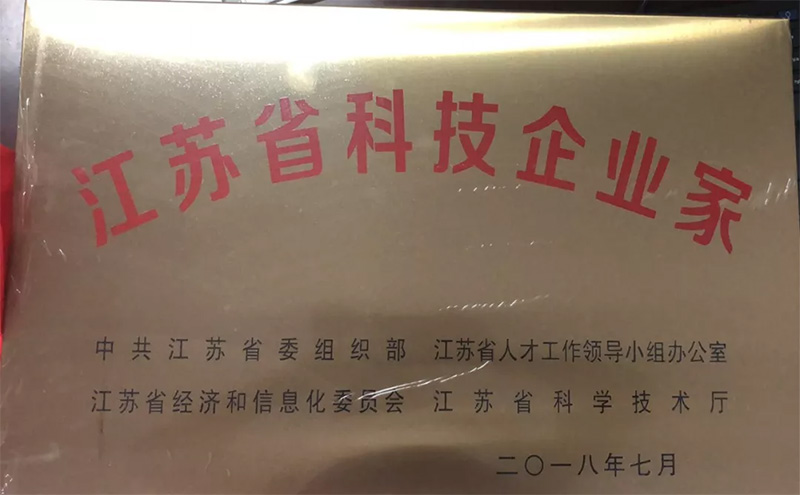 江苏省科技企业家
中共江苏省委组织部 江苏省人才工作领导小组办公室
江苏省经济和信息化委员会 江苏省科学技术厅
二〇一八年七月